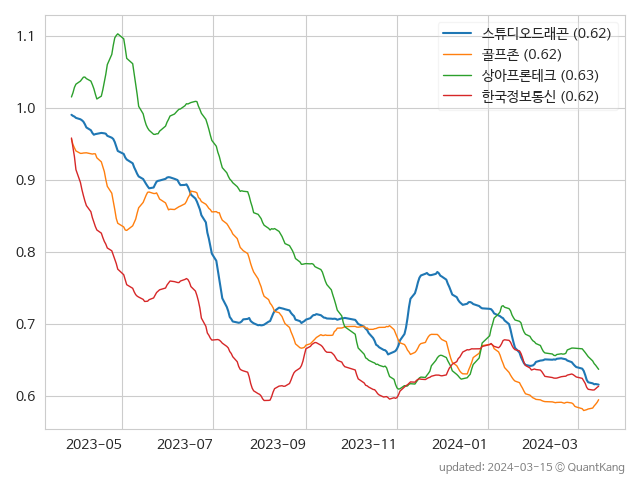 스튜디오드래곤 (0.62)
골프존 (0.62)
상아프론테크 (0.63)
한국정보통신 (0.62)
1.1
1.0
0.9
0.8
0.7
0.6
2023-05 2023-07 2023-09 2023-11 2024-01 2024-03
updated: 2024-03-15 © QuantKang